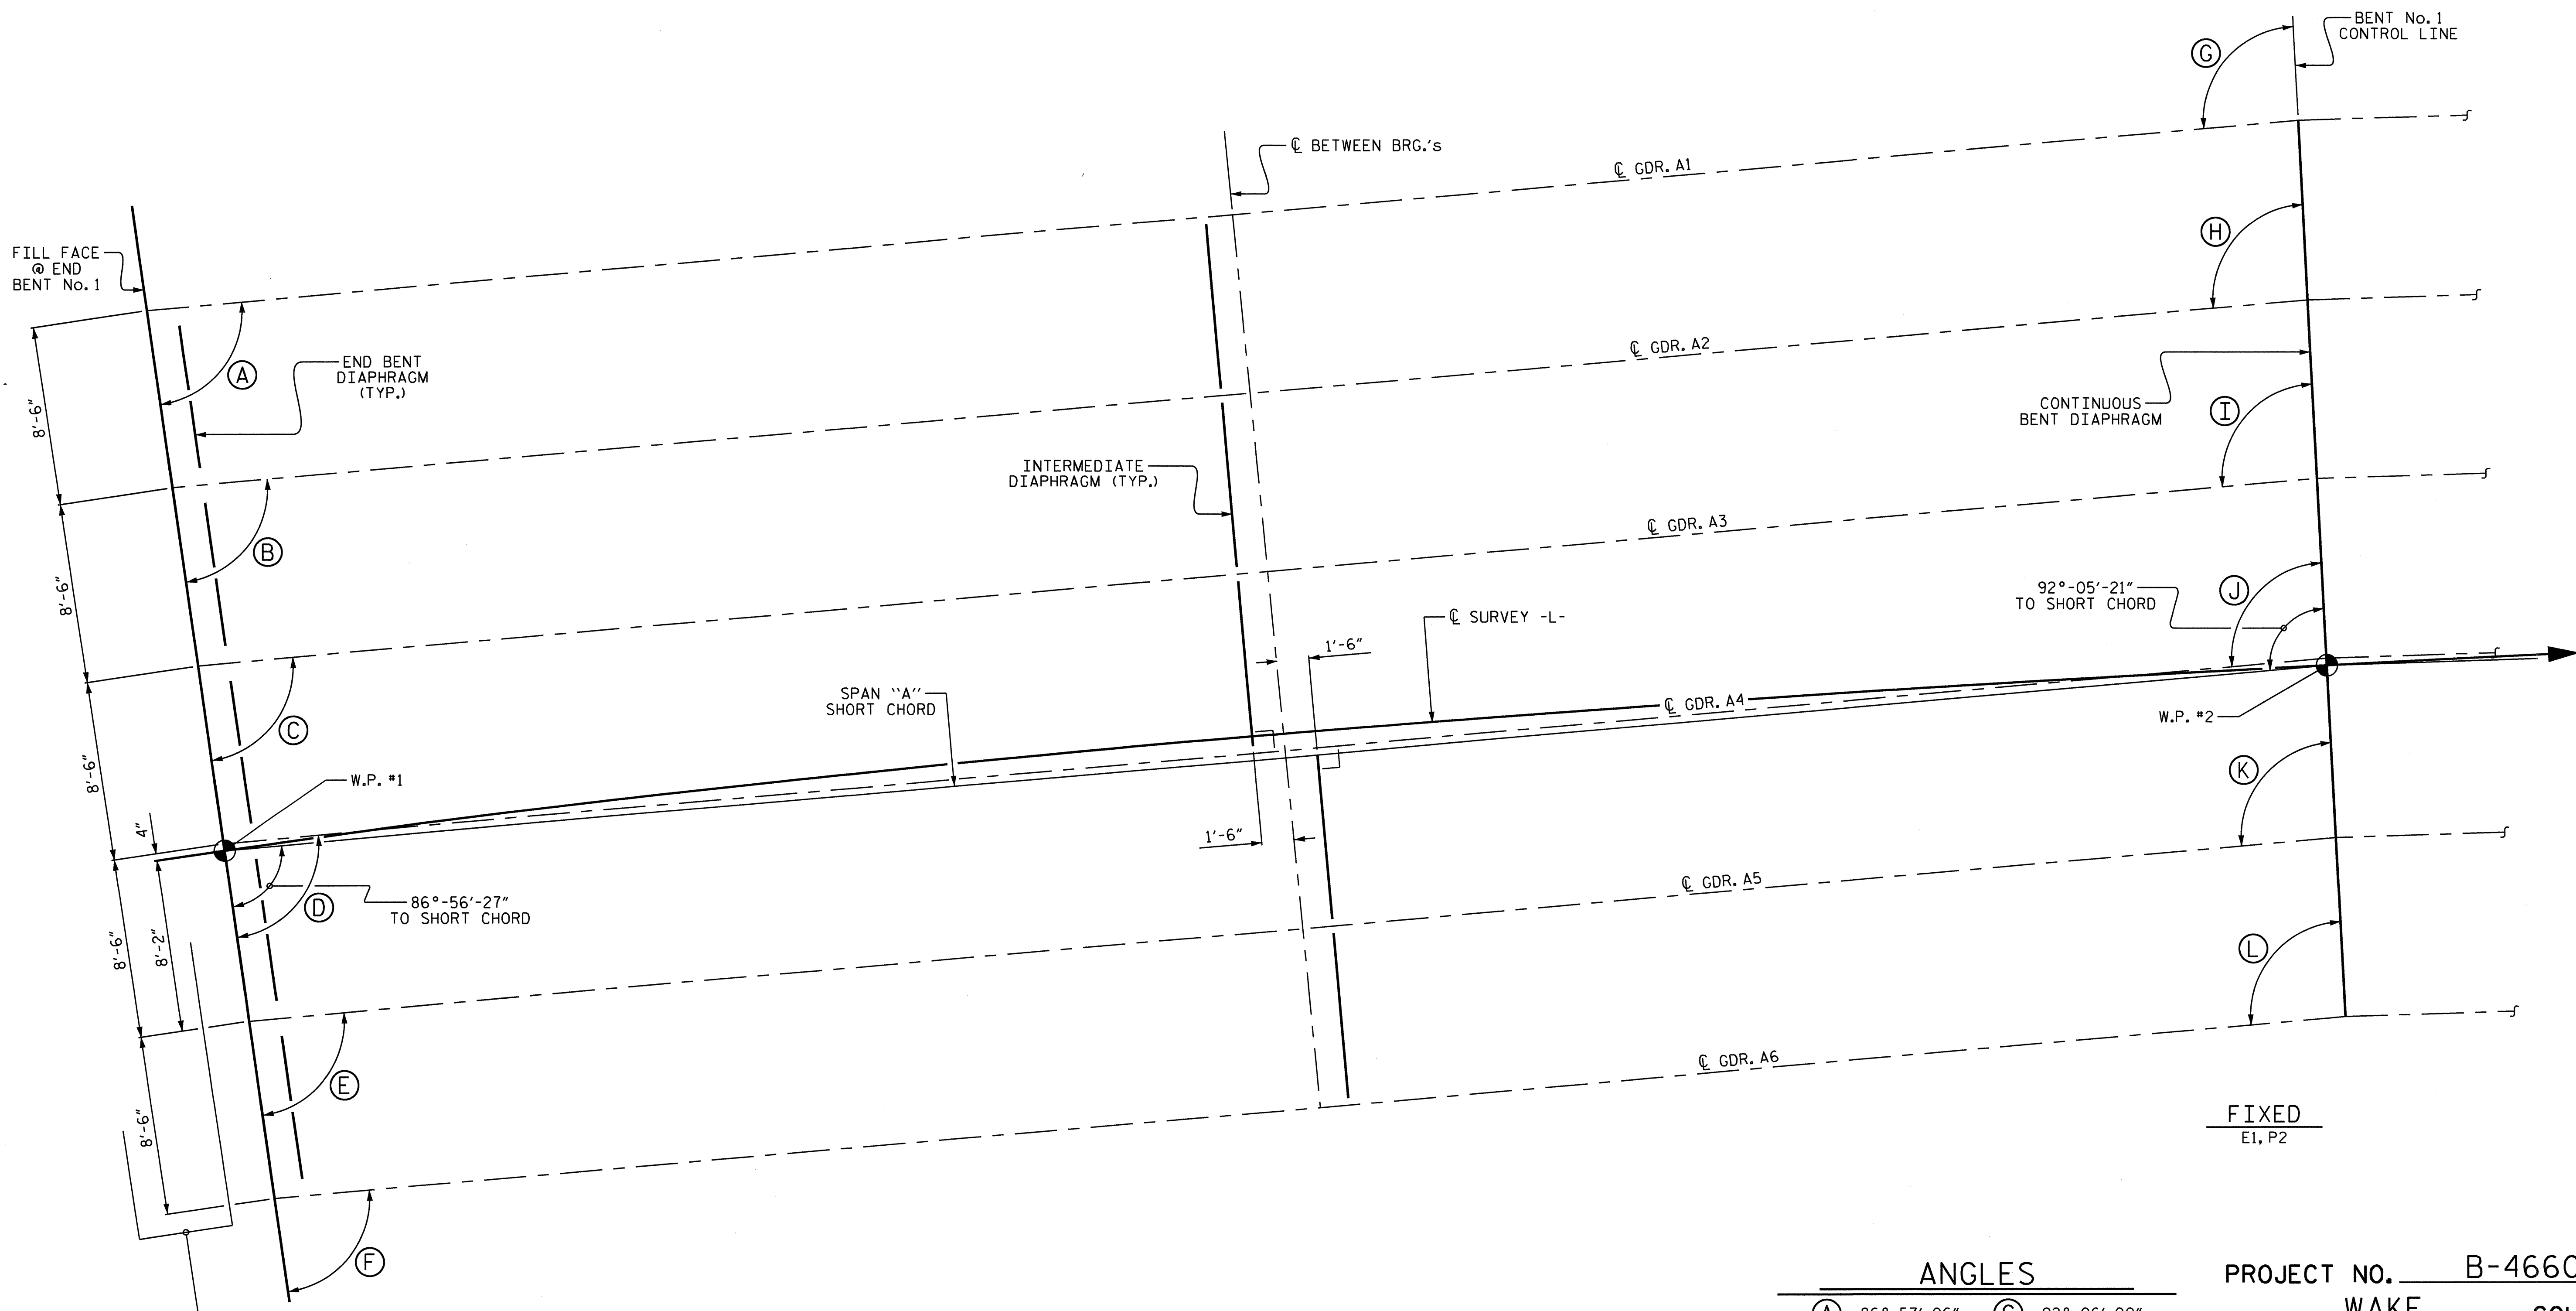 BENT No. 1
CONTROL LINE
G
℄ BETWEEN BRG.'s
℄ GDR. A1
H
FILL FACE
@ END
BENT No. 1
END BENT
DIAPHRAGM
(TYP.)
A
℄ GDR. A2
8'-6"
CONTINUOUS
BENT DIAPHRAGM
I
INTERMEDIATE
DIAPHRAGM (TYP.)
℄ GDR. A3
B
8'-6"
92°-05'-21"
TO SHORT CHORD
J
℄ SURVEY -L-
1'-6"
SPAN "A"
SHORT CHORD
℄ GDR. A4
C
W.P. #2
8'-6"
W.P. #1
K
4"
1'-6"
℄ GDR. A5
86°-56'-27"
TO SHORT CHORD
D
8'-6"
8'-2"
L
℄ GDR. A6
E
8'-6"
FIXED
E1, P2
F
ANGLES
PROJECT NO. B-4660
WAKE